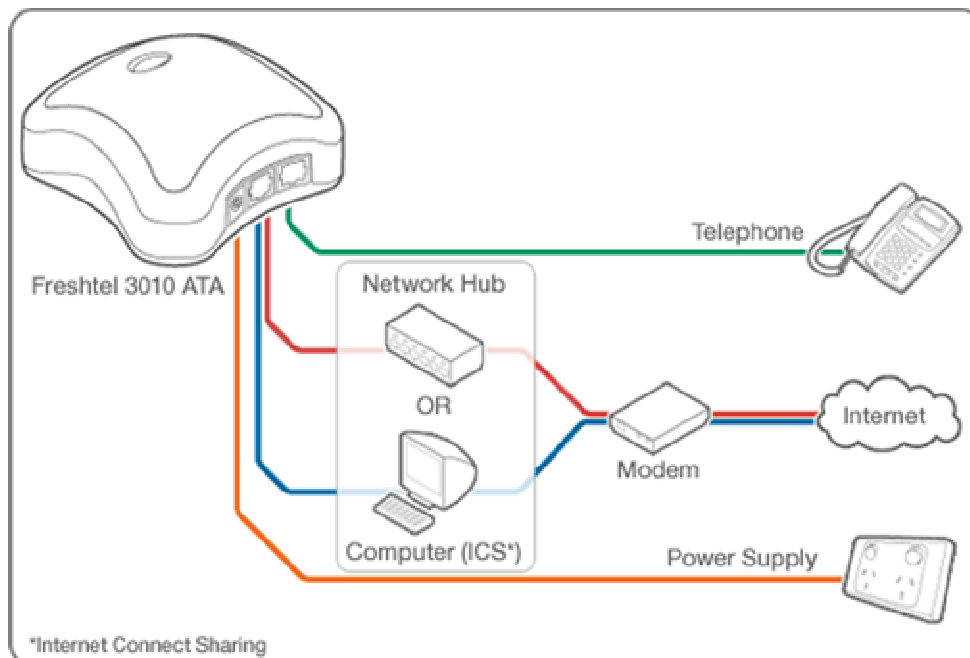 Telephone
Freshtel 3010 ATA
Network Hub
OR
Internet
Modem
Computer (ICS*)
Power Supply
*Internet Connect Sharing